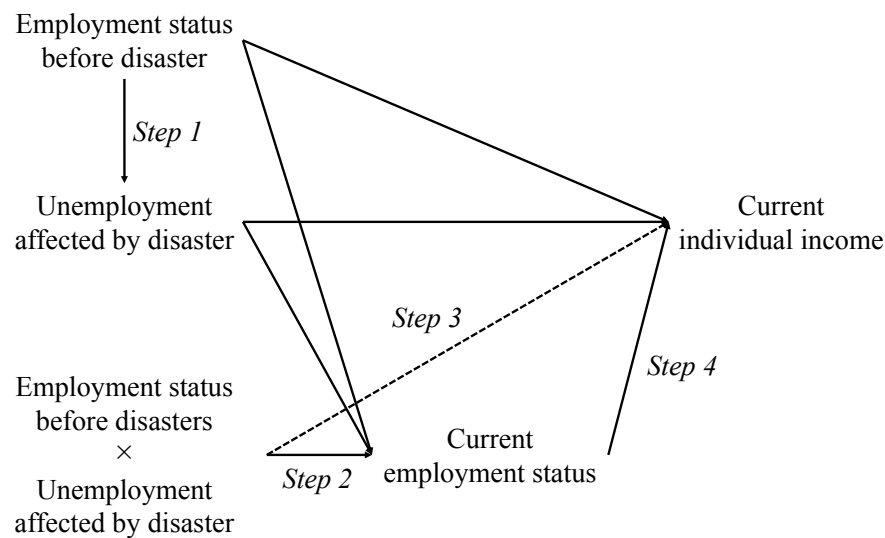 Employment status
before disaster
Step 1
Unemployment
affected by disaster
Current
individual income
Step 3
Step 4
Employment status
before disasters
×
Unemployment
affected by disaster
Step 2
Current
employment status